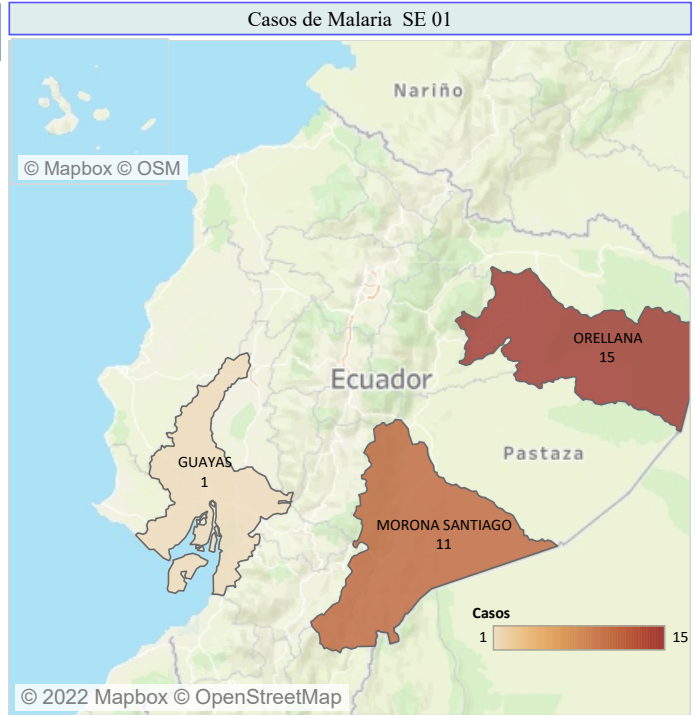 Casos de Malaria SE 01
Nariño
© Mapbox © OSM
ORELLANA
15
Ecuador
Pastaza
GUAYAS
1
MORONA SANTIAGO
11
Casos
1
15
© 2022 Mapbox © OpenStreetMap